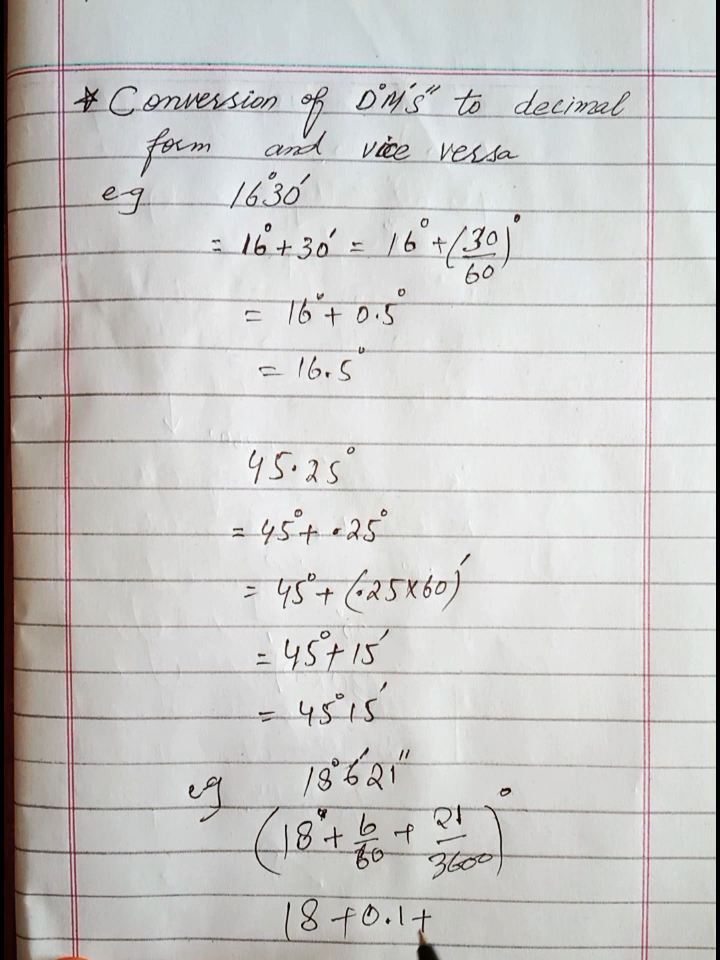 * Conversion of D°M'S" to decimal
form and vice versa
e-g 16°30'
= 16° + 30' = 16° + (30/60)°
= 16° + 0.5°
= 16.5°
45.25°
= 45° + .25°
= 45° + (.25×60)'
= 45° + 15'
= 45°15'
eg 18°6'21"
(18° + 6/60 + 21/3600)°
18 + 0.1 +